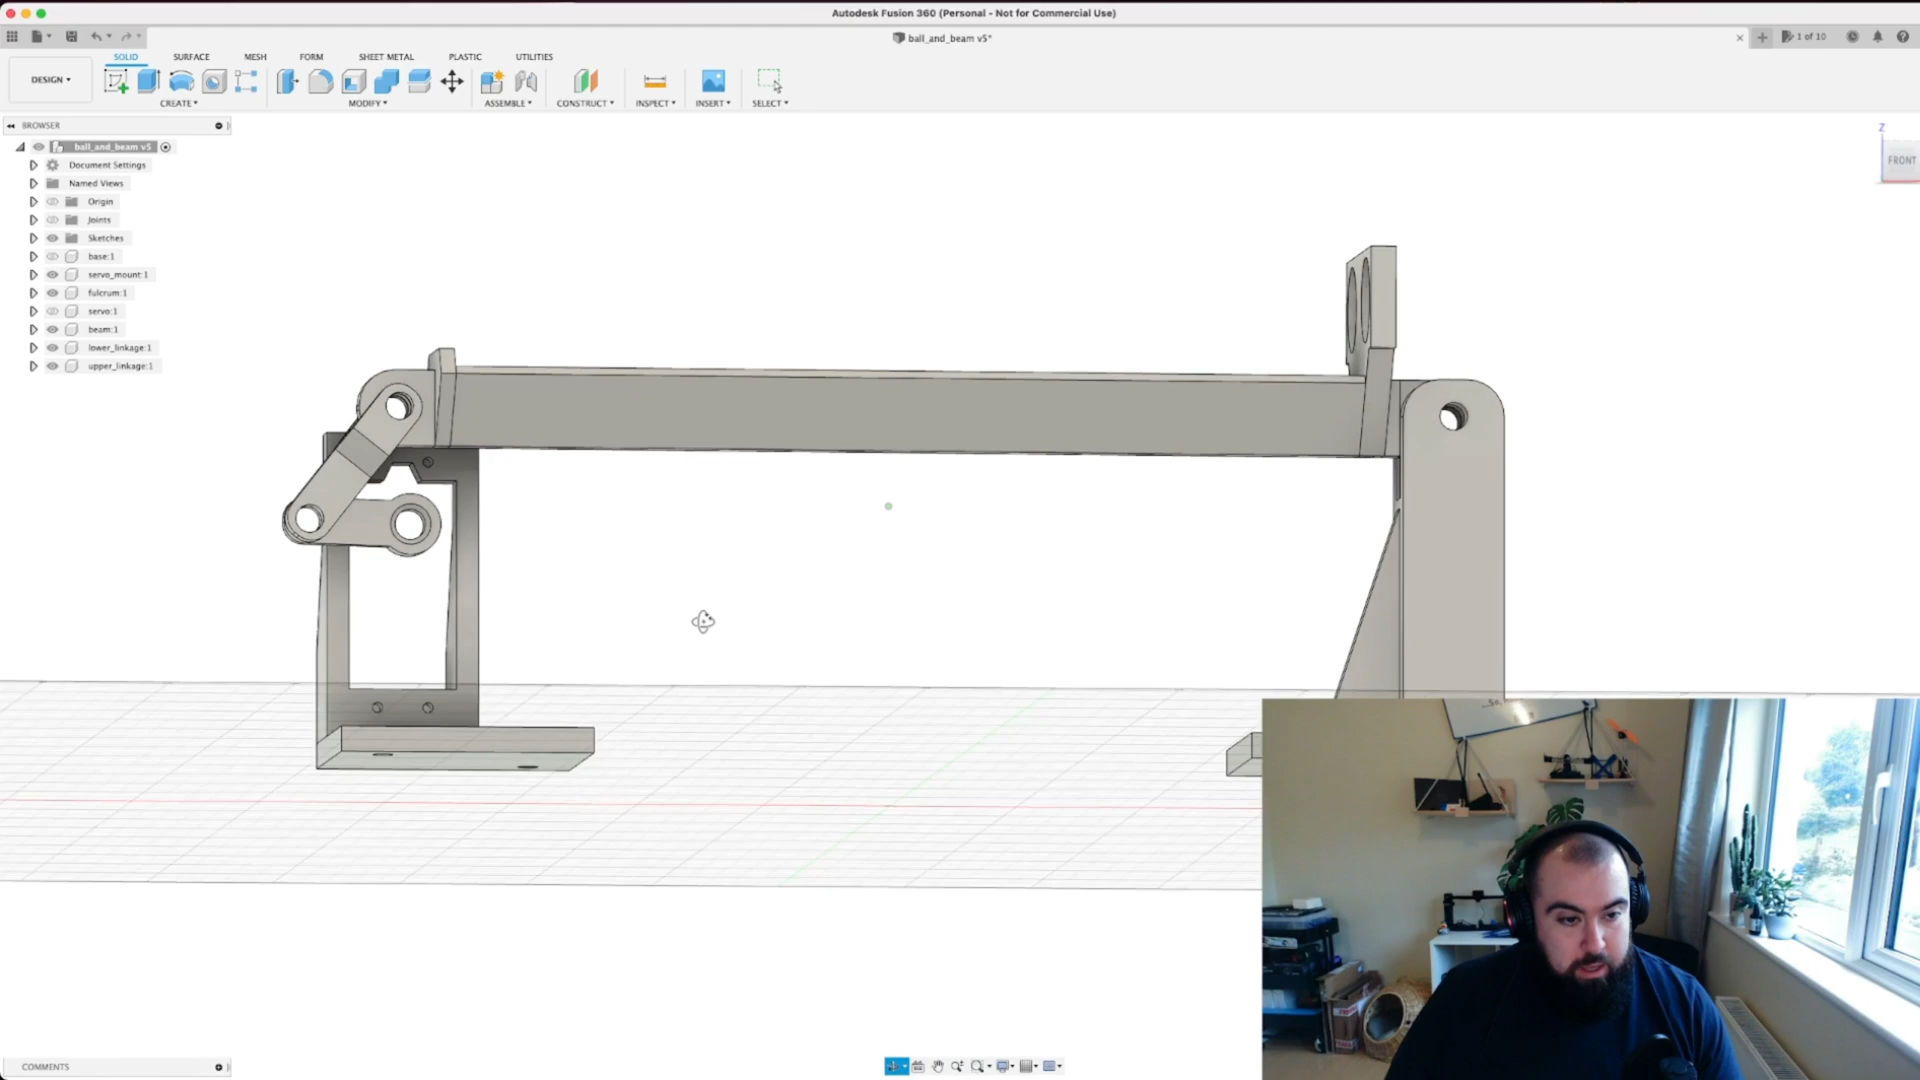 Autodesk Fusion 360 (Personal - Not for Commercial Use)
ball_and_beam v5*
1 of 10
SOLID SURFACE MESH FORM SHEET METAL PLASTIC UTILITIES
DESIGN
CREATE MODIFY ASSEMBLE CONSTRUCT INSPECT INSERT SELECT
BROWSER
ball_and_beam v5
Document Settings
Named Views
Origin
Joints
Sketches
base:1
servo_mount:1
fulcrum:1
servo:1
beam:1
lower_linkage:1
upper_linkage:1
Z
FRONT
COMMENTS